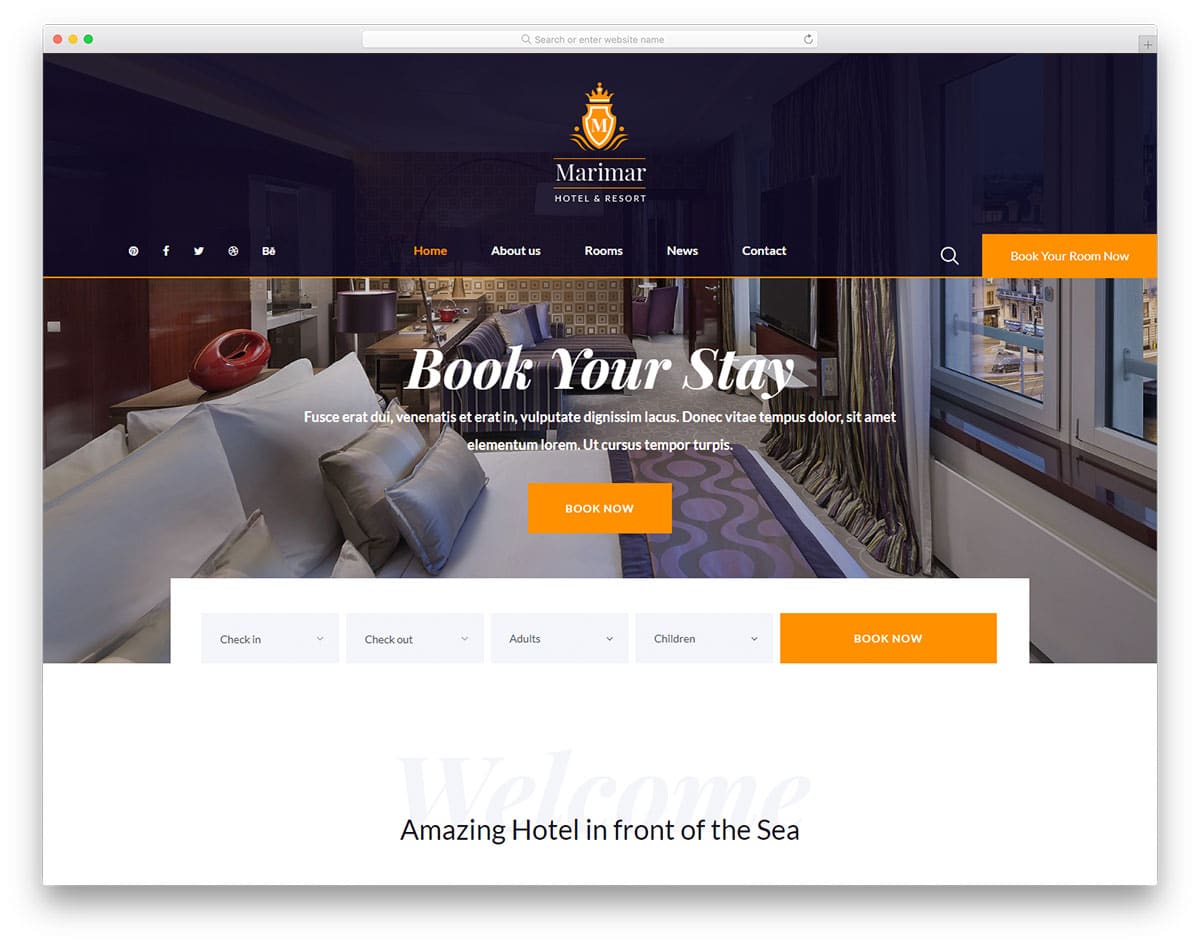 Search or enter website name
M
Marimar
HOTEL & RESORT
Bē
Home
About us
Rooms
News
Contact
Book Your Room Now
Book Your Stay
Fusce erat dui, venenatis et erat in, vulputate dignissim lacus. Donec vitae tempus dolor, sit amet
elementum lorem. Ut cursus tempor turpis.
BOOK NOW
Check in
Check out
Adults
Children
BOOK NOW
Welcome
Amazing Hotel in front of the Sea